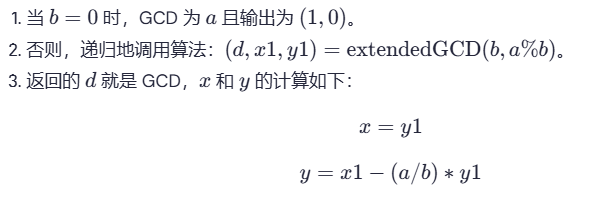 1. 当 b = 0 时，GCD 为 a 且输出为 (1, 0)。
2. 否则，递归地调用算法：(d, x1, y1) = extendedGCD(b, a%b)。
3. 返回的 d 就是 GCD，x 和 y 的计算如下：
x = y1
y = x1 − (a/b) ∗ y1